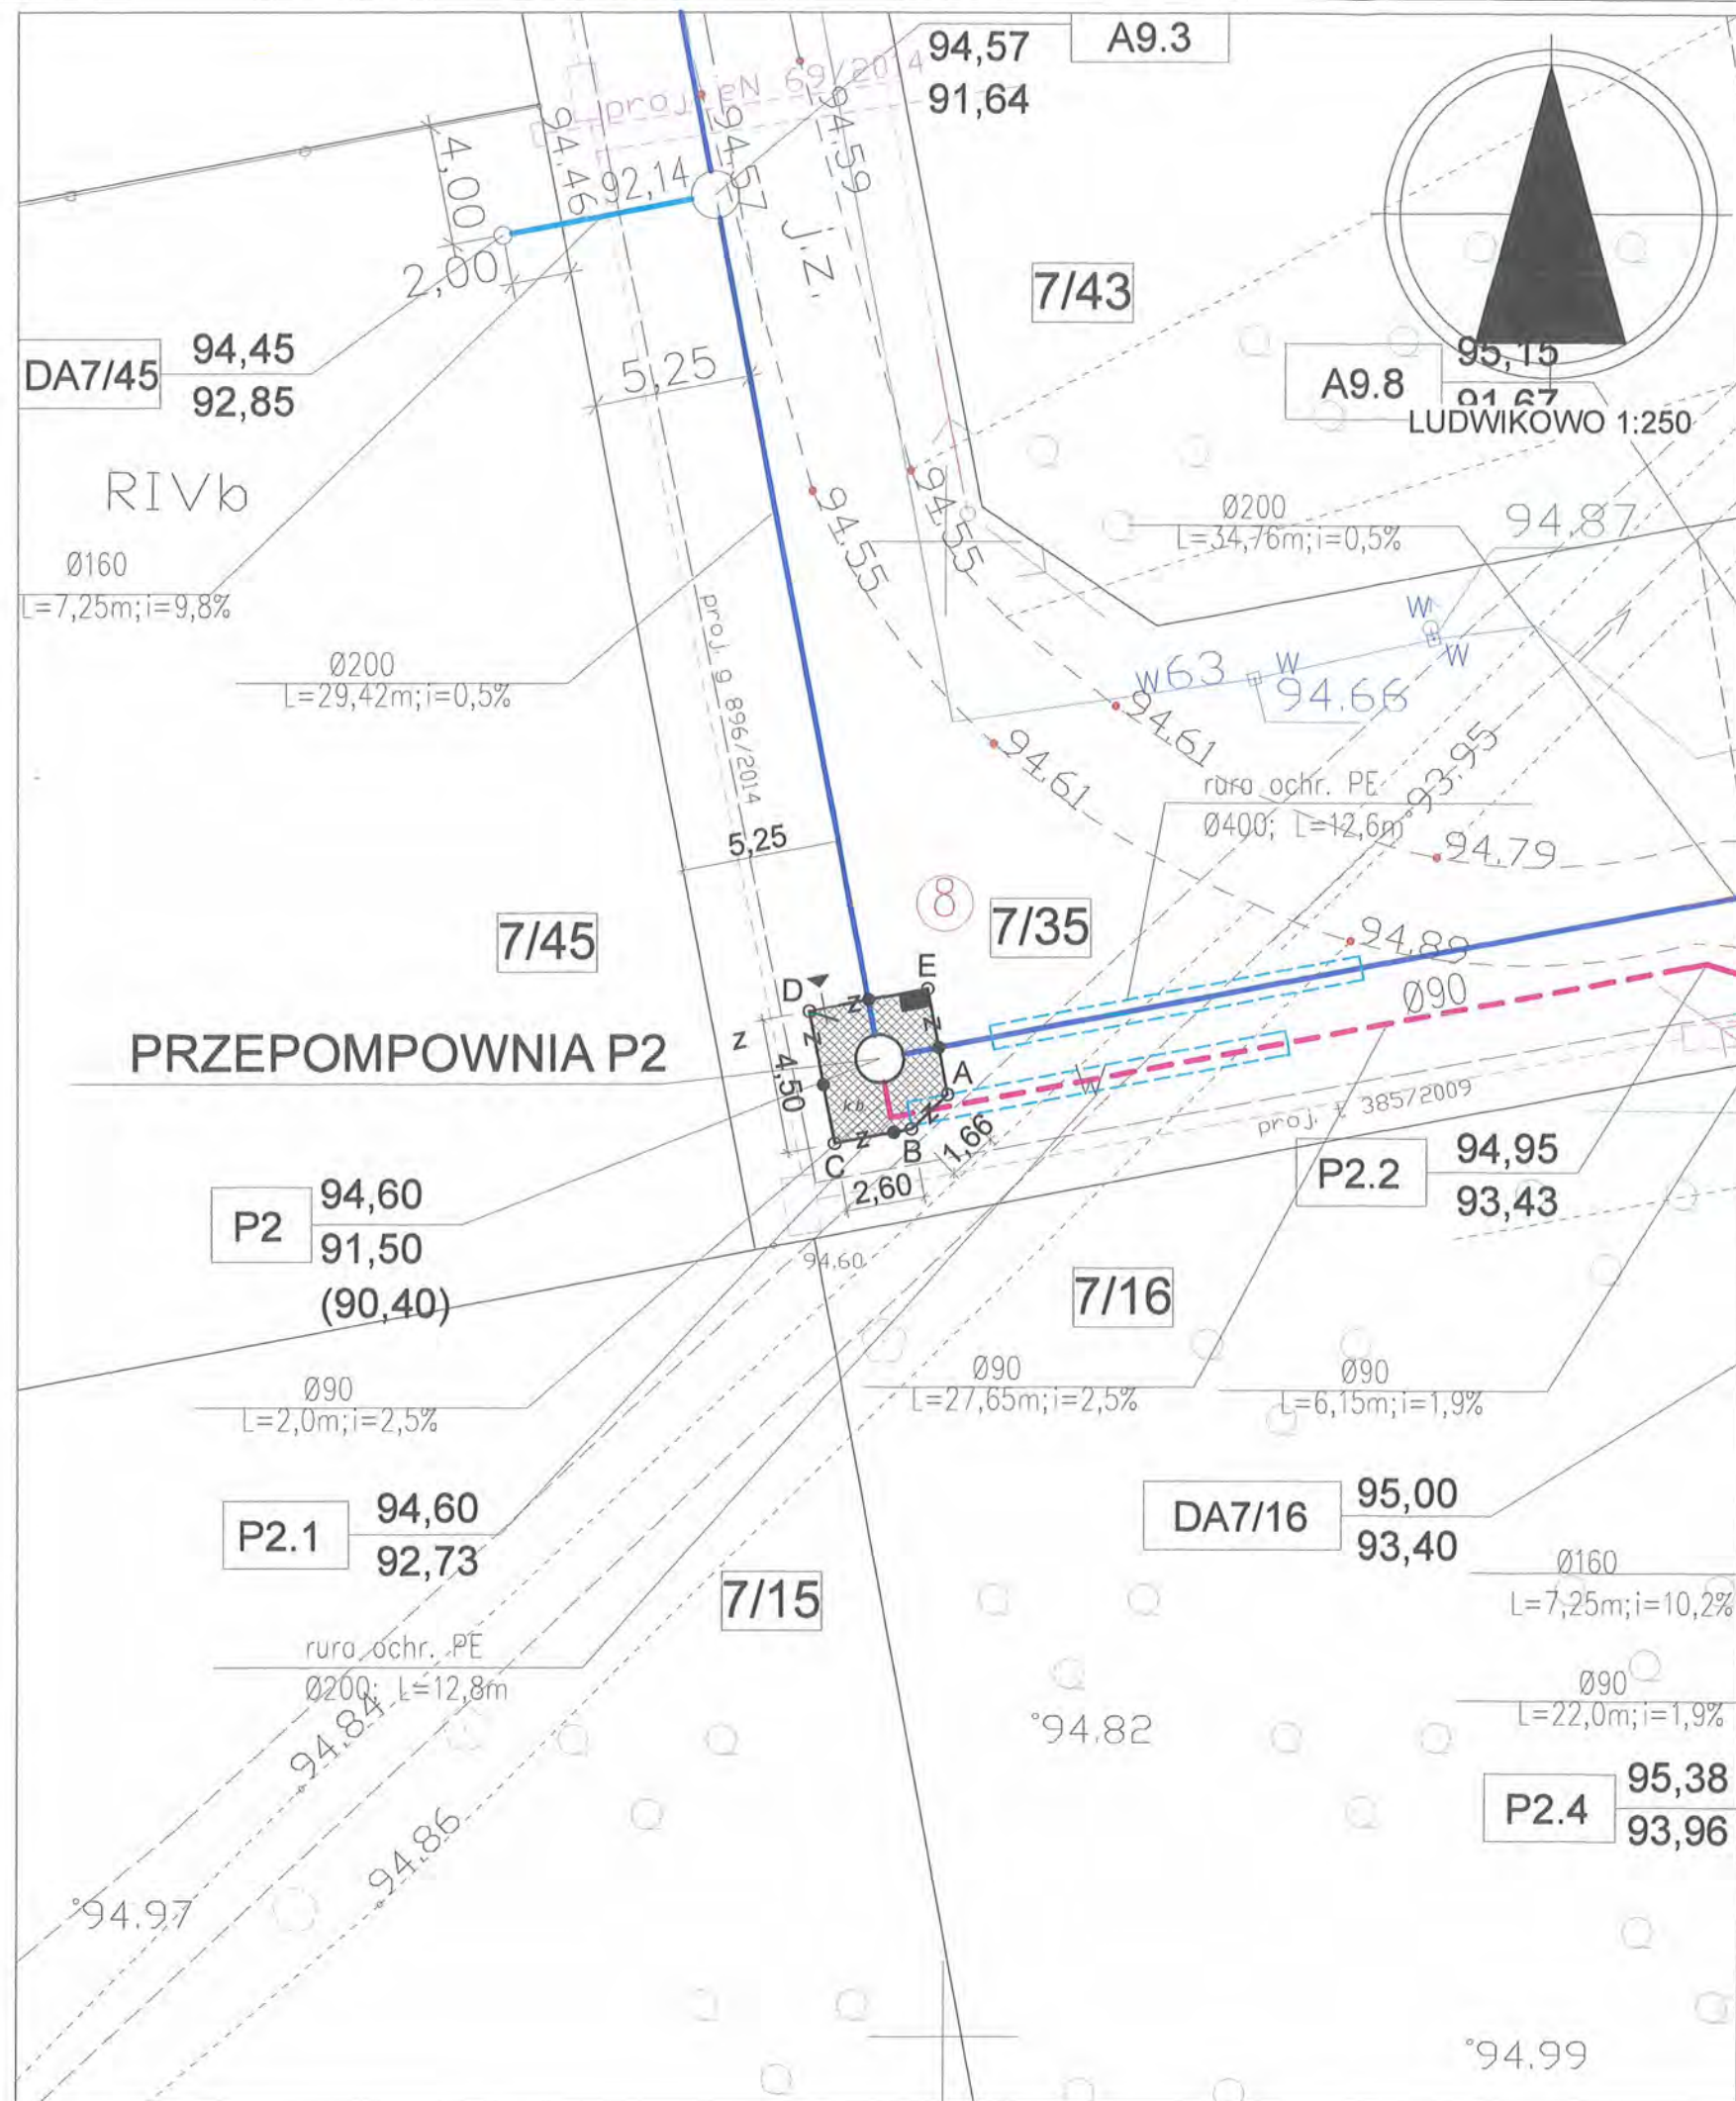 94,57
91,64
A9.3
proj. eN 69/2014
4,00
94.46
92,14
94.57
94.59
j.z.
2,00
7/43
DA7/45
94,45
92,85
5,25
A9.8
95,15
91,67
LUDWIKOWO 1:250
RIVb
94.55
94.55
Ø200
L=34,76m;i=0,5%
94.87
Ø160
L=7,25m;i=9,8%
Ø200
L=29,42m;i=0,5%
proj. g 896/2014
W
W
W
w63
94.66
94.61
94.61
93.95
rura ochr. PE
Ø400; L=12,6m
94.79
5,25
8
7/45
7/35
94.89
Ø90
D
E
z
z
z
z
z
z
PRZEPOMPOWNIA P2
4,50
kb.
A
W
B
C
1,66
2,60
proj. t 3857/2009
P2.2
94,95
93,43
P2
94,60
91,50
(90,40)
94.60
7/16
Ø90
L=2,0m;i=2,5%
Ø90
L=27,65m;i=2,5%
Ø90
L=6,15m;i=1,9%
P2.1
94,60
92,73
DA7/16
95,00
93,40
7/15
Ø160
L=7,25m;i=10,2%
rura ochr. PE
Ø200; L=12,8m
Ø90
L=22,0m;i=1,9%
94.84
94.82
P2.4
95,38
93,96
94.86
94.97
94.99